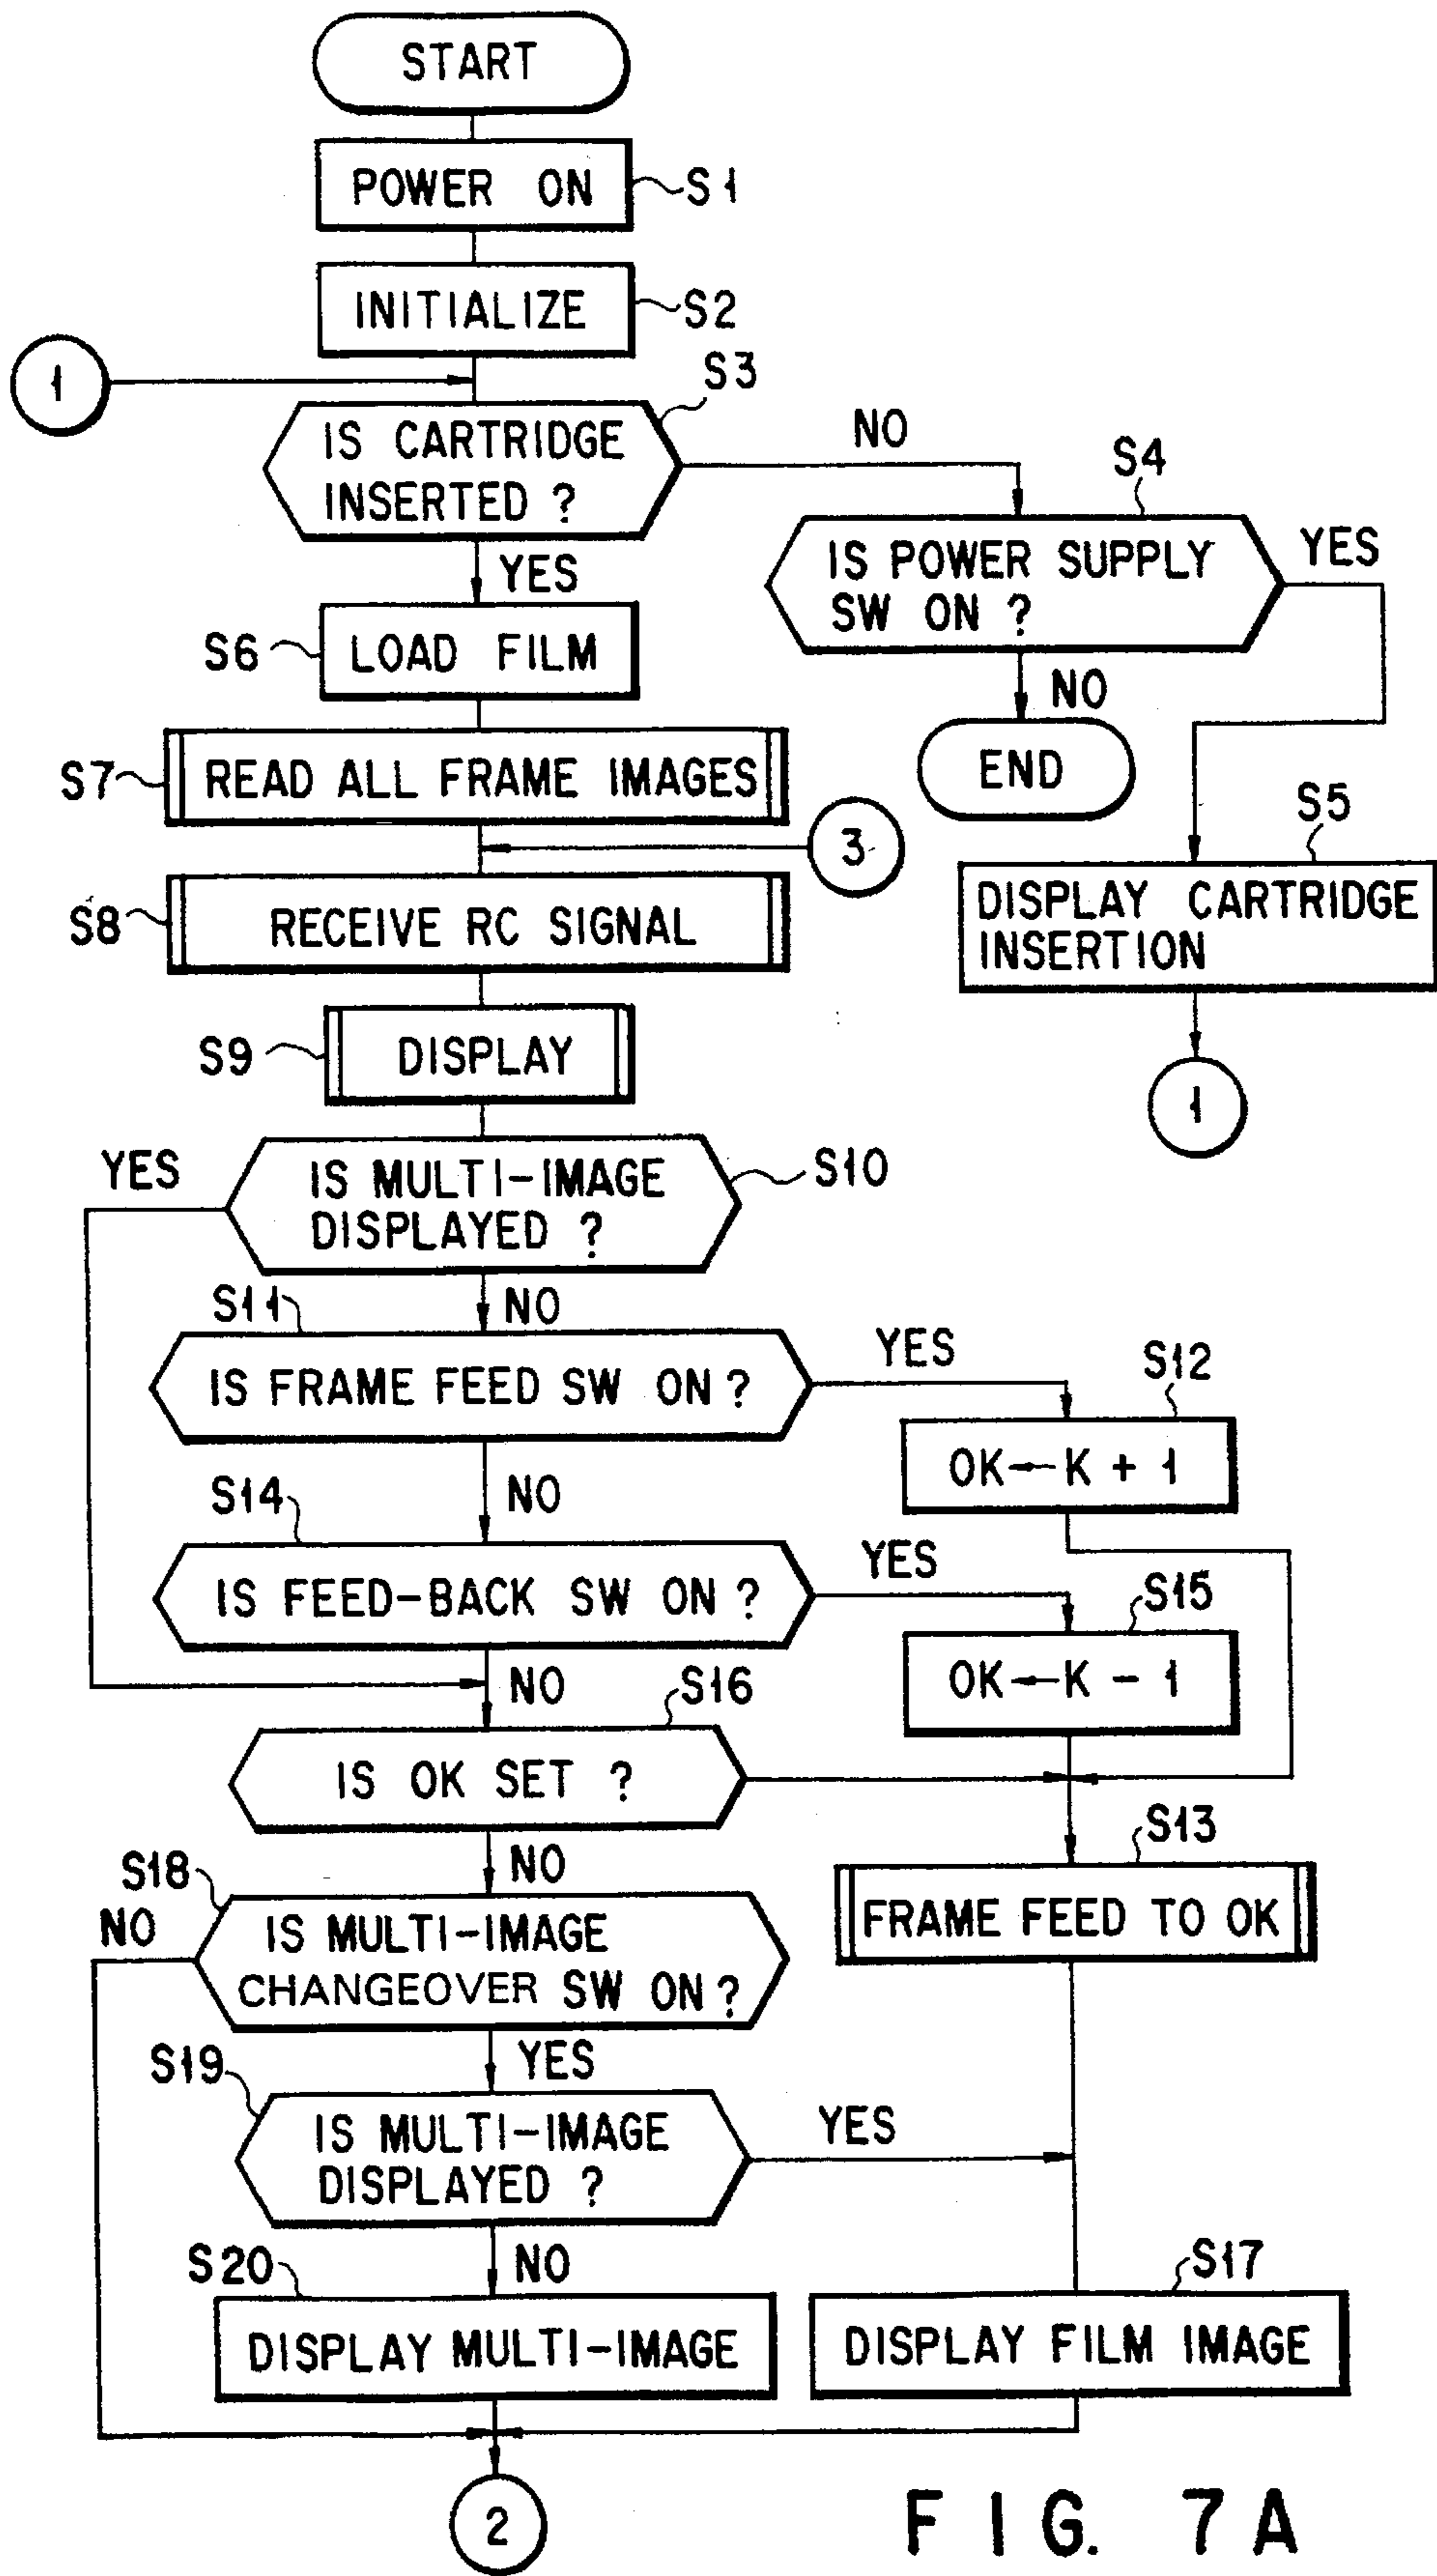 START
POWER ON
S1
INITIALIZE
S2
1
S3
IS CARTRIDGE
INSERTED ?
NO
YES
S4
IS POWER SUPPLY
SW ON ?
YES
NO
END
S6
LOAD FILM
S7
READ ALL FRAME IMAGES
3
S5
DISPLAY CARTRIDGE
INSERTION
1
S8
RECEIVE RC SIGNAL
S9
DISPLAY
YES
IS MULTI-IMAGE
DISPLAYED ?
S10
NO
S11
IS FRAME FEED SW ON ?
YES
S12
OK←K + 1
NO
S14
IS FEED-BACK SW ON ?
YES
S15
OK←K - 1
NO
S16
IS OK SET ?
S13
FRAME FEED TO OK
NO
S18
NO
IS MULTI-IMAGE
CHANGEOVER SW ON ?
YES
S19
IS MULTI-IMAGE
DISPLAYED ?
YES
NO
S20
DISPLAY MULTI-IMAGE
S17
DISPLAY FILM IMAGE
2
FIG. 7A